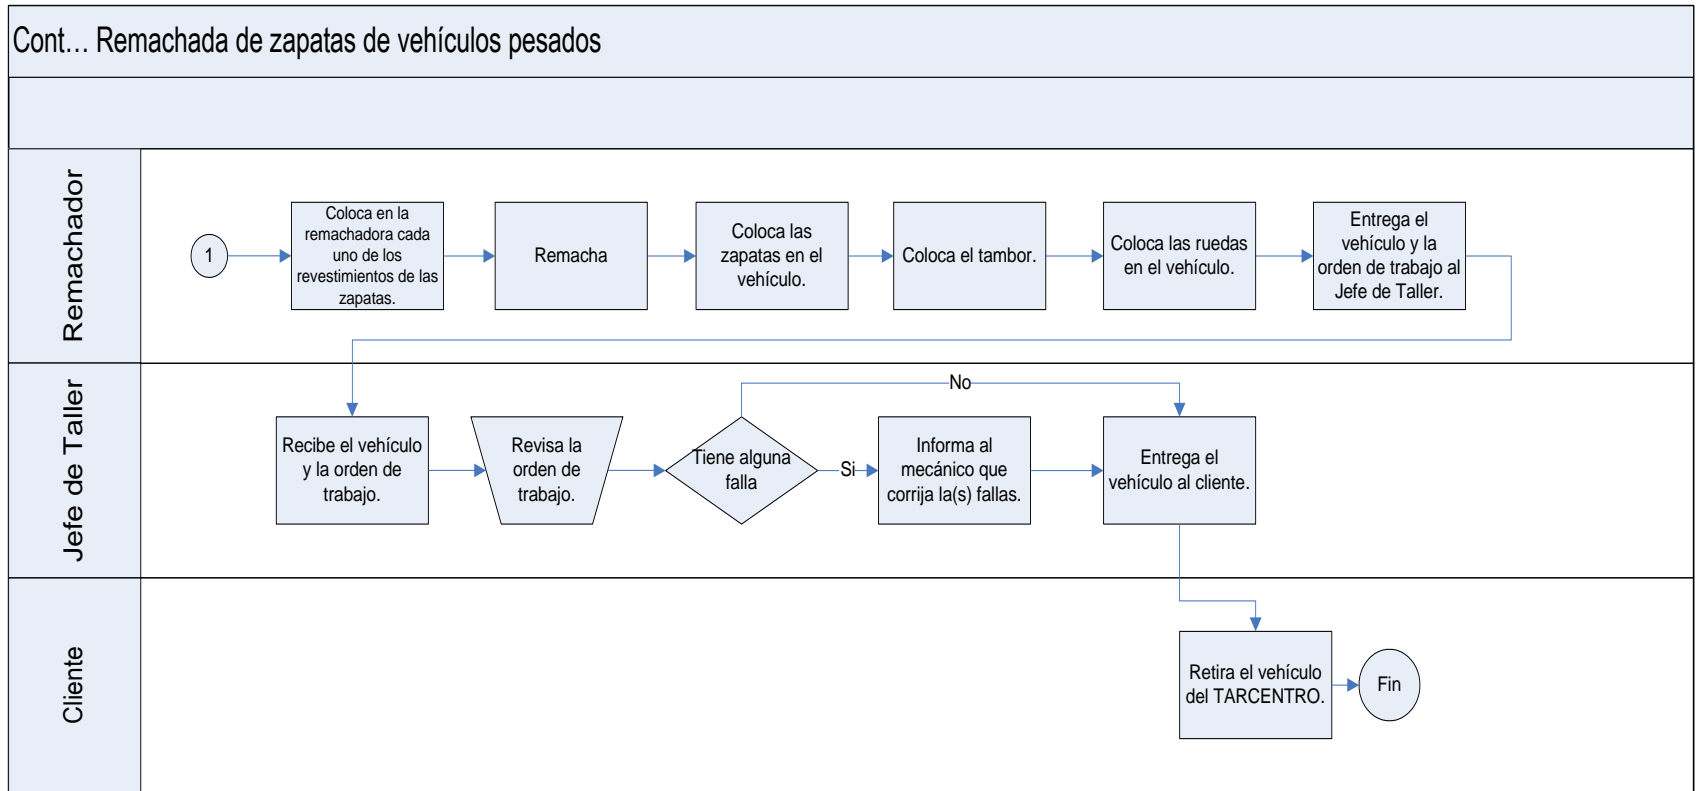 Cont... Remachada de zapatas de vehículos pesados
Remachador
1
Coloca en la
remachadora cada
uno de los
revestimientos de las
zapatas.
Remacha
Coloca las
zapatas en el
vehículo.
Coloca el tambor.
Coloca las ruedas
en el vehículo.
Entrega el
vehículo y la
orden de trabajo al
Jefe de Taller.
Jefe de Taller
Recibe el vehículo
y la orden de
trabajo.
Revisa la
orden de
trabajo.
Tiene alguna
falla
No
Si
Informa al
mecánico que
corrija la(s) fallas.
Entrega el
vehículo al cliente.
Cliente
Retira el vehículo
del TARCENTRO.
Fin